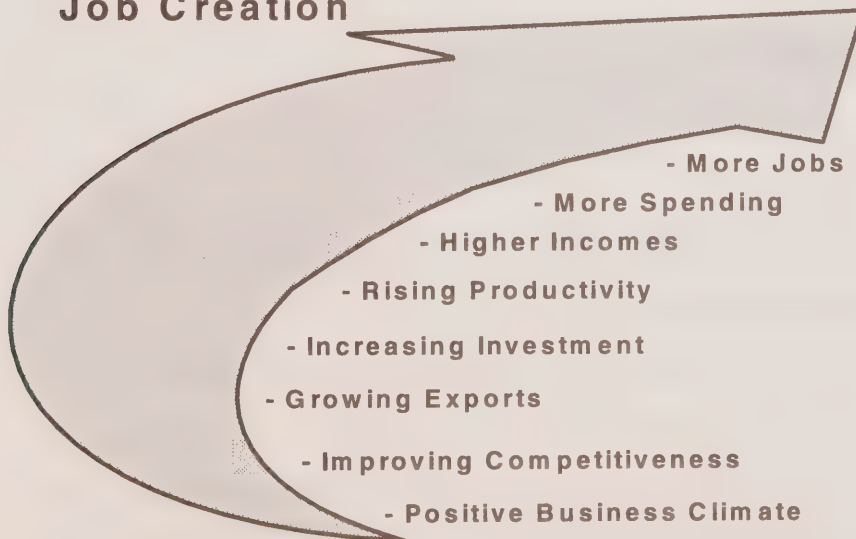 Job Creation
- More Jobs
- More Spending
- Higher Incomes
- Rising Productivity
- Increasing Investment
- Growing Exports
- Improving Competitiveness
- Positive Business Climate